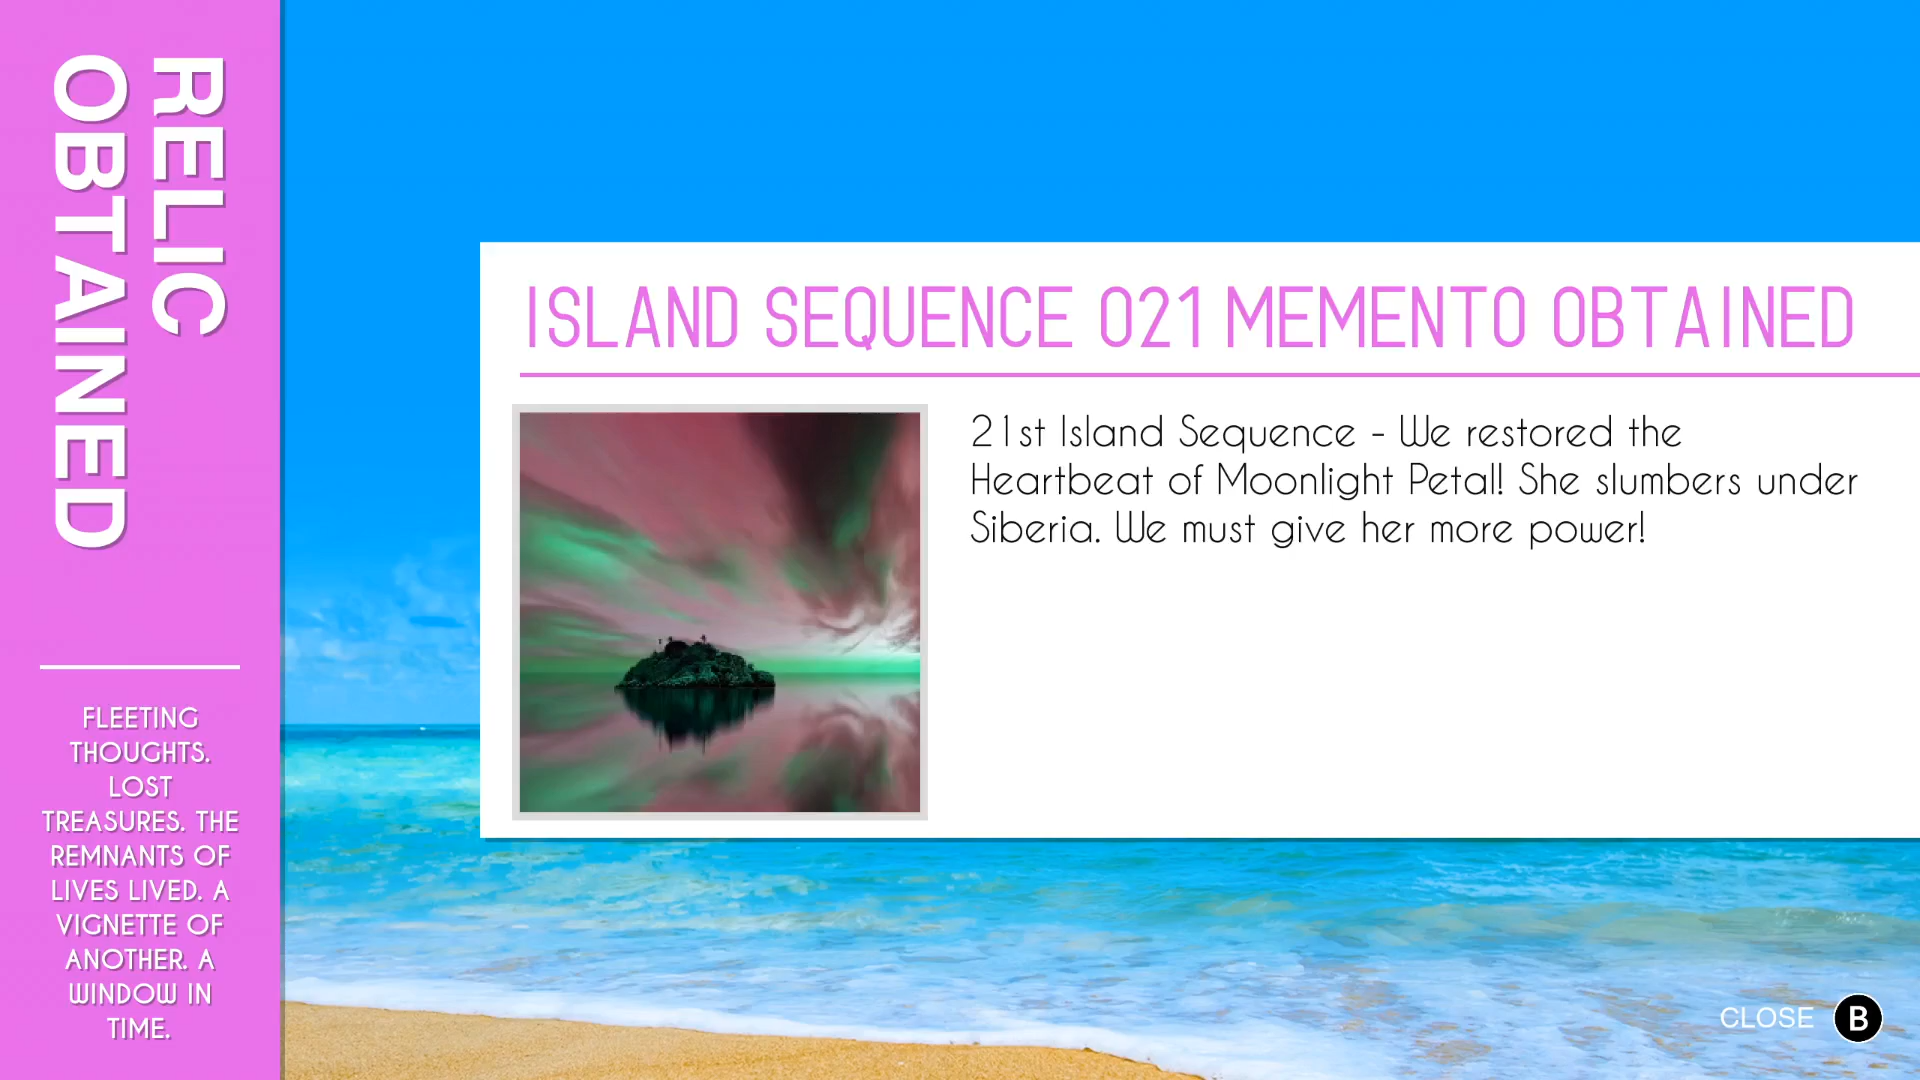 RELIC
OBTAINED
FLEETING
THOUGHTS.
LOST
TREASURES. THE
REMNANTS OF
LIVES LIVED. A
VIGNETTE OF
ANOTHER. A
WINDOW IN
TIME.
ISLAND SEQUENCE 021 MEMENTO OBTAINED
21st Island Sequence - We restored the
Heartbeat of Moonlight Petal! She slumbers under
Siberia. We must give her more power!
CLOSE B